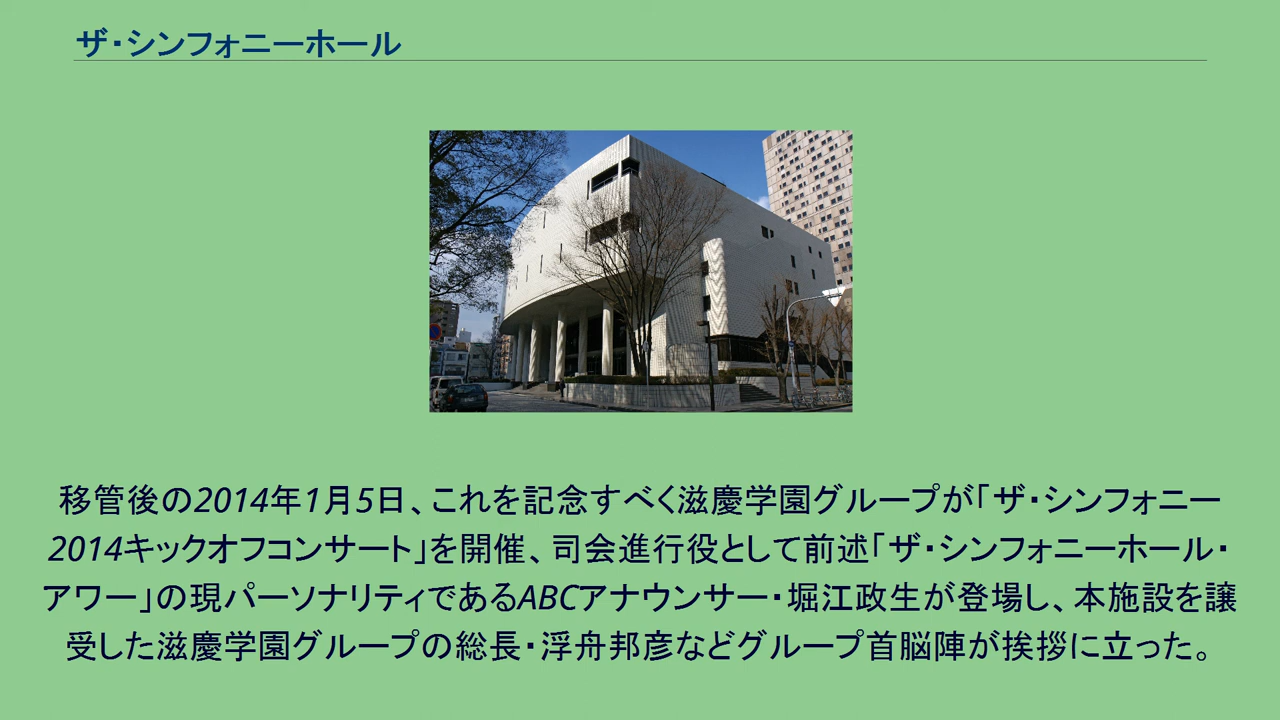 ザ・シンフォニーホール
移管後の2014年1月5日、これを記念すべく滋慶学園グループが「ザ・シンフォニー
2014キックオフコンサート」を開催、司会進行役として前述「ザ・シンフォニーホール・
アワー」の現パーソナリティであるABCアナウンサー・堀江政生が登場し、本施設を譲
受した滋慶学園グループの総長・浮舟邦彦などグループ首脳陣が挨拶に立った。